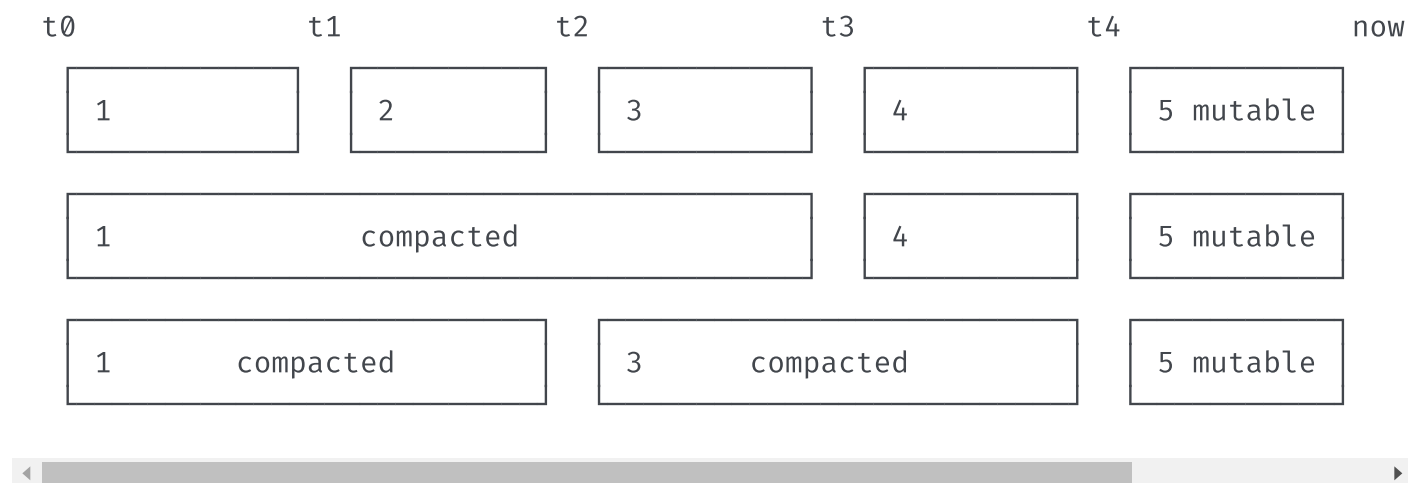 t0 t1 t2 t3 t4 now
1 2 3 4 5 mutable
1 compacted 4 5 mutable
1 compacted 3 compacted 5 mutable